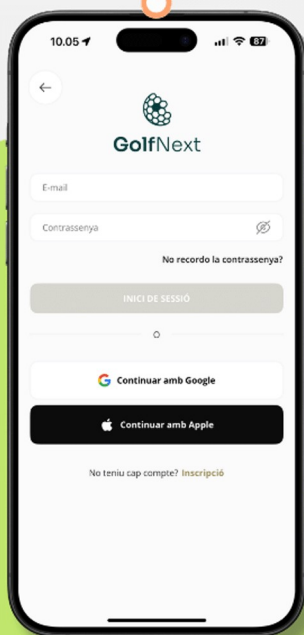 10.05
87
GolfNext
E-mail
Contrassenya
No recordo la contrassenya?
INICI DE SESSIÓ
O
Continuar amb Google
Continuar amb Apple
No teniu cap compte? Inscripció